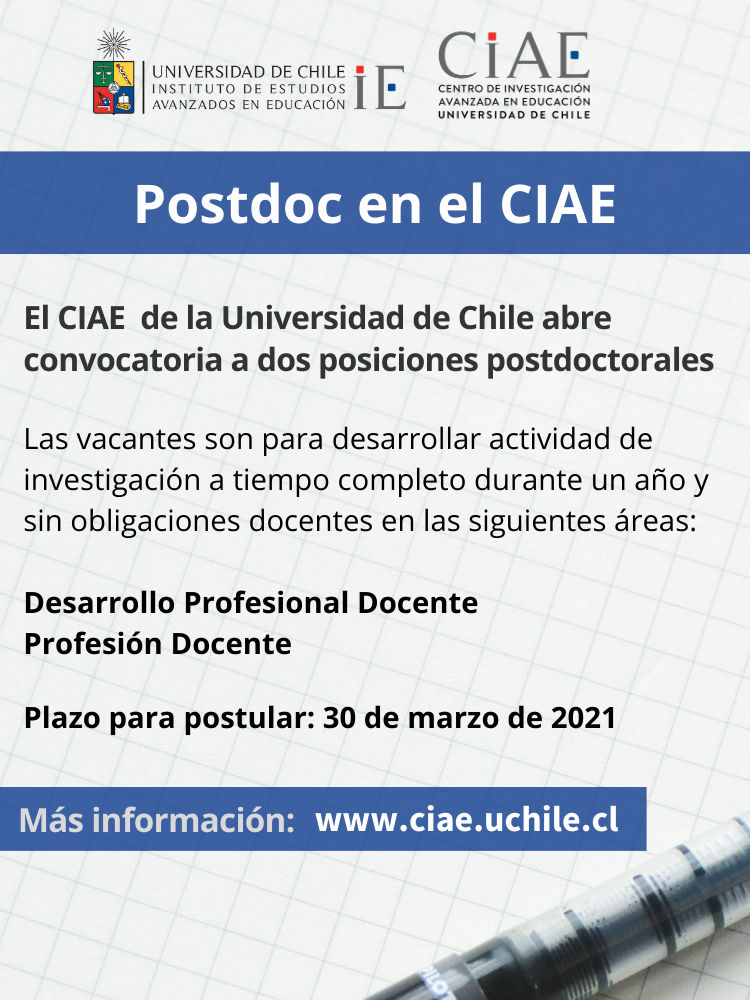 UNIVERSIDAD DE CHILE
INSTITUTO DE ESTUDIOS
AVANZADOS EN EDUCACIÓN
iE
CiAE
CENTRO DE INVESTIGACIÓN
AVANZADA EN EDUCACIÓN
UNIVERSIDAD DE CHILE
Postdoc en el CIAE
El CIAE de la Universidad de Chile abre
convocatoria a dos posiciones postdoctorales
Las vacantes son para desarrollar actividad de
investigación a tiempo completo durante un año y
sin obligaciones docentes en las siguientes áreas:
Desarrollo Profesional Docente
Profesión Docente
Plazo para postular: 30 de marzo de 2021
Más información: www.ciae.uchile.cl
PILOT